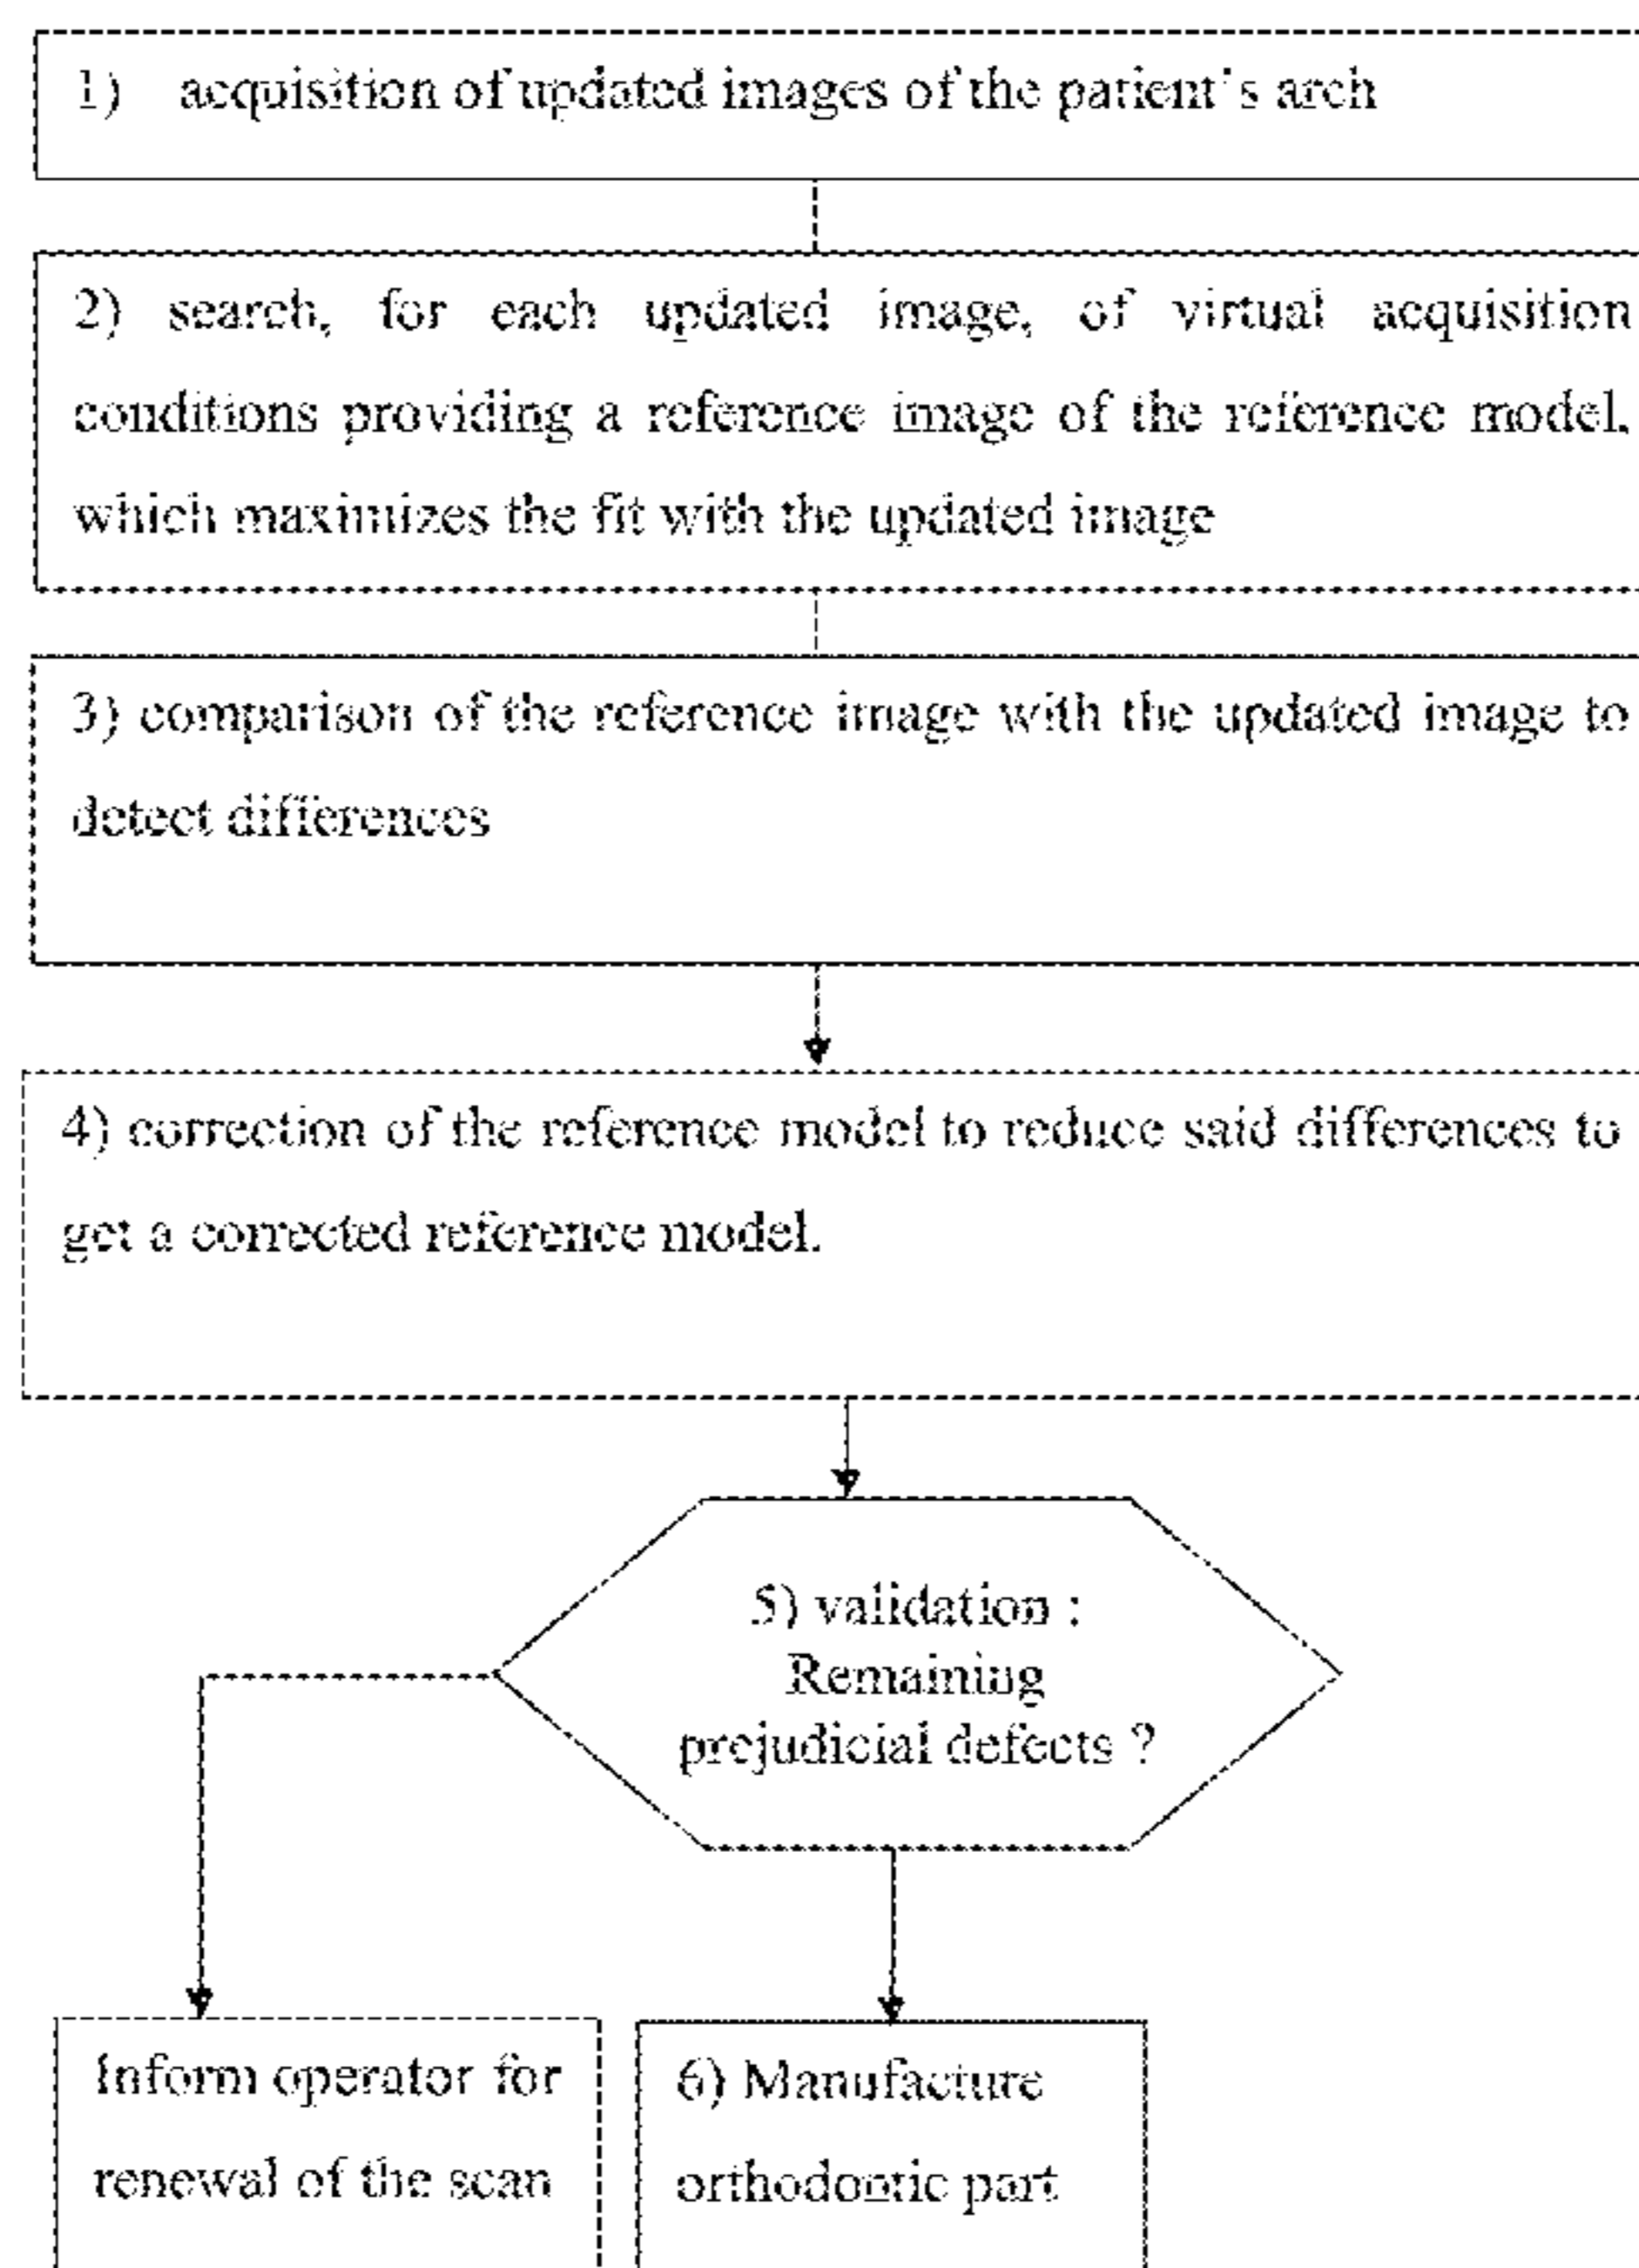 1) acquisition of updated images of the patient's arch
2) search, for each updated image, of virtual acquisition
conditions providing a reference image of the reference model,
which maximizes the fit with the updated image
3) comparison of the reference image with the updated image to
detect differences
4) correction of the reference model to reduce said differences to
get a corrected reference model.
5) validation :
Remaining
prejudicial defects ?
Inform operator for
renewal of the scan
6) Manufacture
orthodontic part